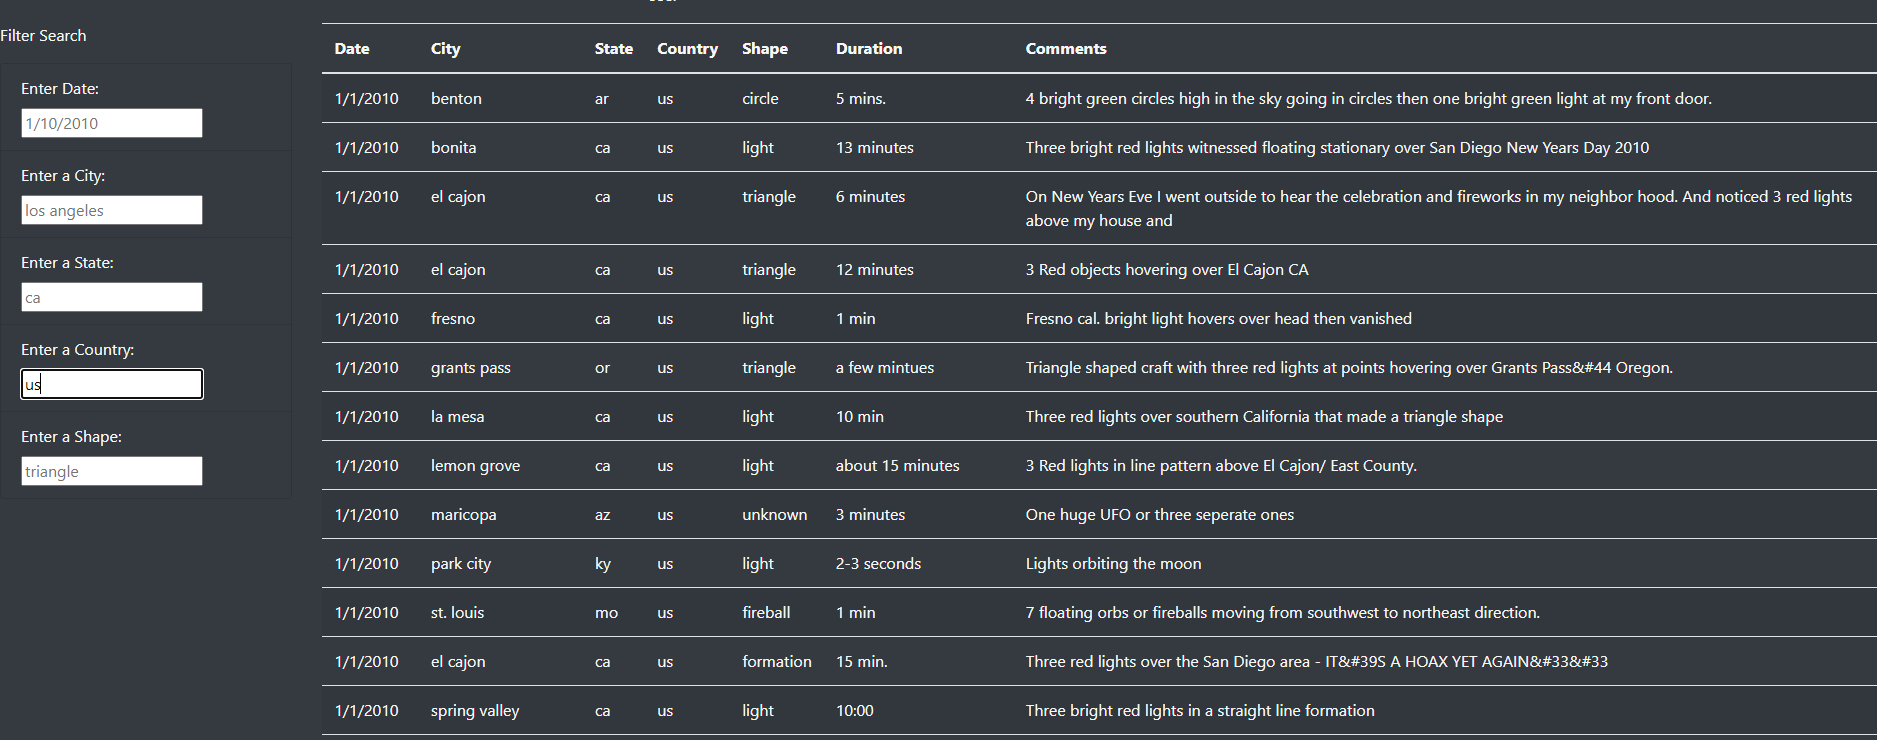 Filter Search
Enter Date:
1/10/2010
Enter a City:
los angeles
Enter a State:
ca
Enter a Country:
us
Enter a Shape:
triangle
Date City State Country Shape Duration Comments
1/1/2010 benton ar us circle 5 mins. 4 bright green circles high in the sky going in circles then one bright green light at my front door.
1/1/2010 bonita ca us light 13 minutes Three bright red lights witnessed floating stationary over San Diego New Years Day 2010
1/1/2010 el cajon ca us triangle 6 minutes On New Years Eve I went outside to hear the celebration and fireworks in my neighbor hood. And noticed 3 red lights
above my house and
1/1/2010 el cajon ca us triangle 12 minutes 3 Red objects hovering over El Cajon CA
1/1/2010 fresno ca us light 1 min Fresno cal. bright light hovers over head then vanished
1/1/2010 grants pass or us triangle a few mintues Triangle shaped craft with three red lights at points hovering over Grants Pass&#44 Oregon.
1/1/2010 la mesa ca us light 10 min Three red lights over southern California that made a triangle shape
1/1/2010 lemon grove ca us light about 15 minutes 3 Red lights in line pattern above El Cajon/ East County.
1/1/2010 maricopa az us unknown 3 minutes One huge UFO or three seperate ones
1/1/2010 park city ky us light 2-3 seconds Lights orbiting the moon
1/1/2010 st. louis mo us fireball 1 min 7 floating orbs or fireballs moving from southwest to northeast direction.
1/1/2010 el cajon ca us formation 15 min. Three red lights over the San Diego area - IT&#39S A HOAX YET AGAIN&#33&#33
1/1/2010 spring valley ca us light 10:00 Three bright red lights in a straight line formation